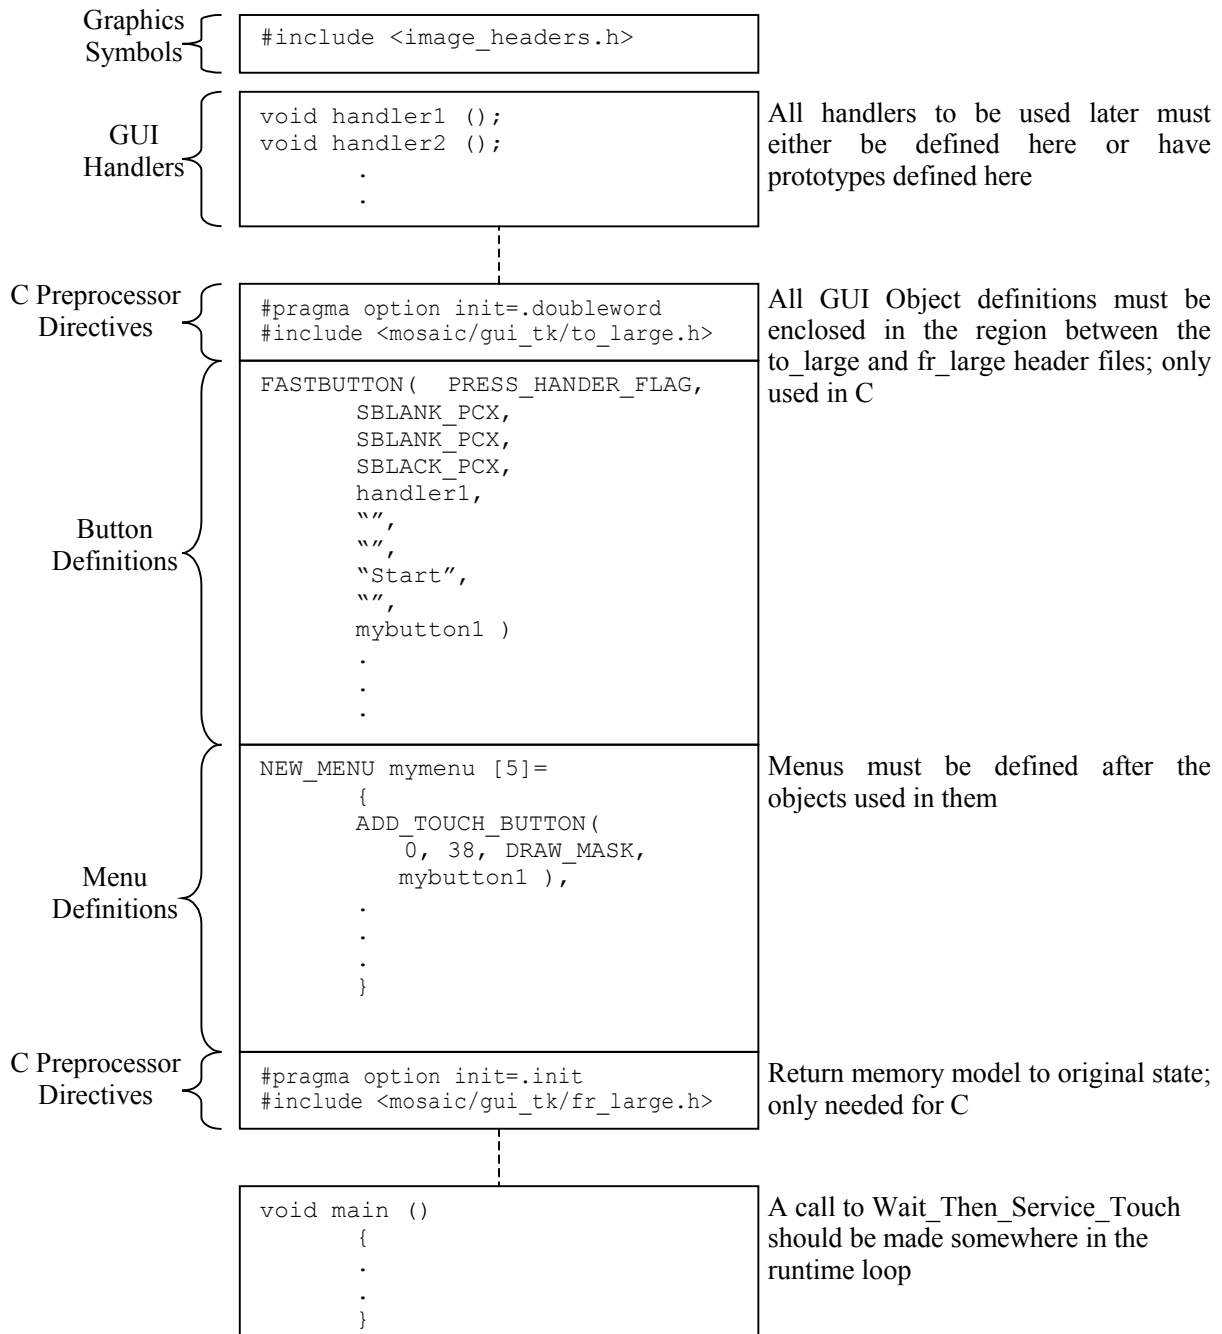 Graphics
Symbols
#include <image_headers.h>
GUI
Handlers
void handler1 ();
void handler2 ();
.
.
All handlers to be used later must
either be defined here or have
prototypes defined here
C Preprocessor
Directives
#pragma option init=.doubleword
#include <mosaic/gui_tk/to_large.h>
All GUI Object definitions must be
enclosed in the region between the
to_large and fr_large header files; only
used in C
Button
Definitions
FASTBUTTON( PRESS_HANDER_FLAG,
SBLANK_PCX,
SBLANK_PCX,
SBLACK_PCX,
handler1,
“”,
“”,
“Start”,
“”,
mybutton1 )
.
.
.
Menu
Definitions
NEW_MENU mymenu [5]=
{
ADD_TOUCH_BUTTON(
0, 38, DRAW_MASK,
mybutton1 ),
.
.
.
}
Menus must be defined after the
objects used in them
C Preprocessor
Directives
#pragma option init=.init
#include <mosaic/gui_tk/fr_large.h>
Return memory model to original state;
only needed for C
void main ()
{
.
.
}
A call to Wait_Then_Service_Touch
should be made somewhere in the
runtime loop